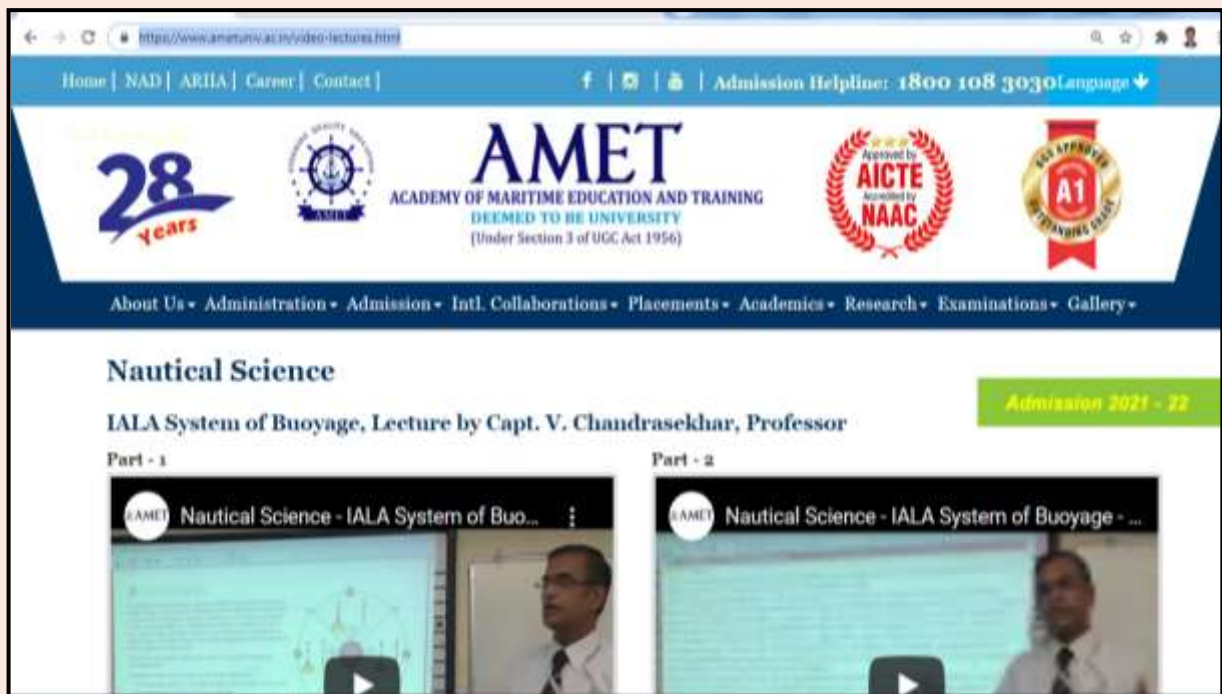 https://www.ametuniv.ac.in/video-lectures.html
Home | NAD | ARIIA | Career | Contact |
f | | | Admission Helpline: 1800 108 3030 Language
28
Years
AMET
AMET
ACADEMY OF MARITIME EDUCATION AND TRAINING
DEEMED TO BE UNIVERSITY
(Under Section 3 of UGC Act 1956)
Approved by
AICTE
Accredited by
NAAC
A1
OUTSTANDING GRADE
About Us Administration Admission Intl. Collaborations Placements Academics Research Examinations Gallery
Nautical Science
Admission 2021 - 22
IALA System of Buoyage, Lecture by Capt. V. Chandrasekhar, Professor
Part - 1
Part - 2
AMET Nautical Science - IALA System of Buo...
AMET Nautical Science - IALA System of Buoyage - ...